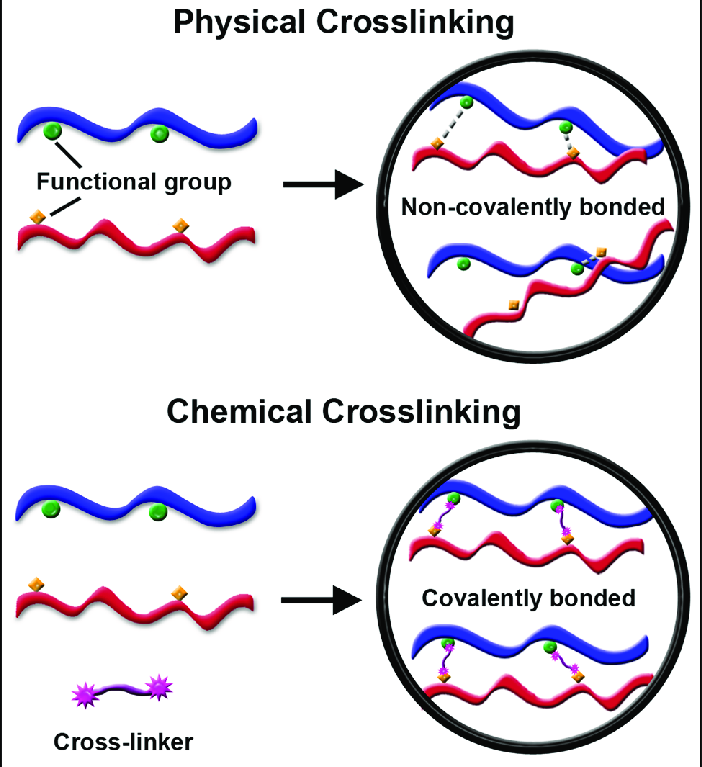 Physical Crosslinking
Functional group
Non-covalently bonded
Chemical Crosslinking
Covalently bonded
Cross-linker